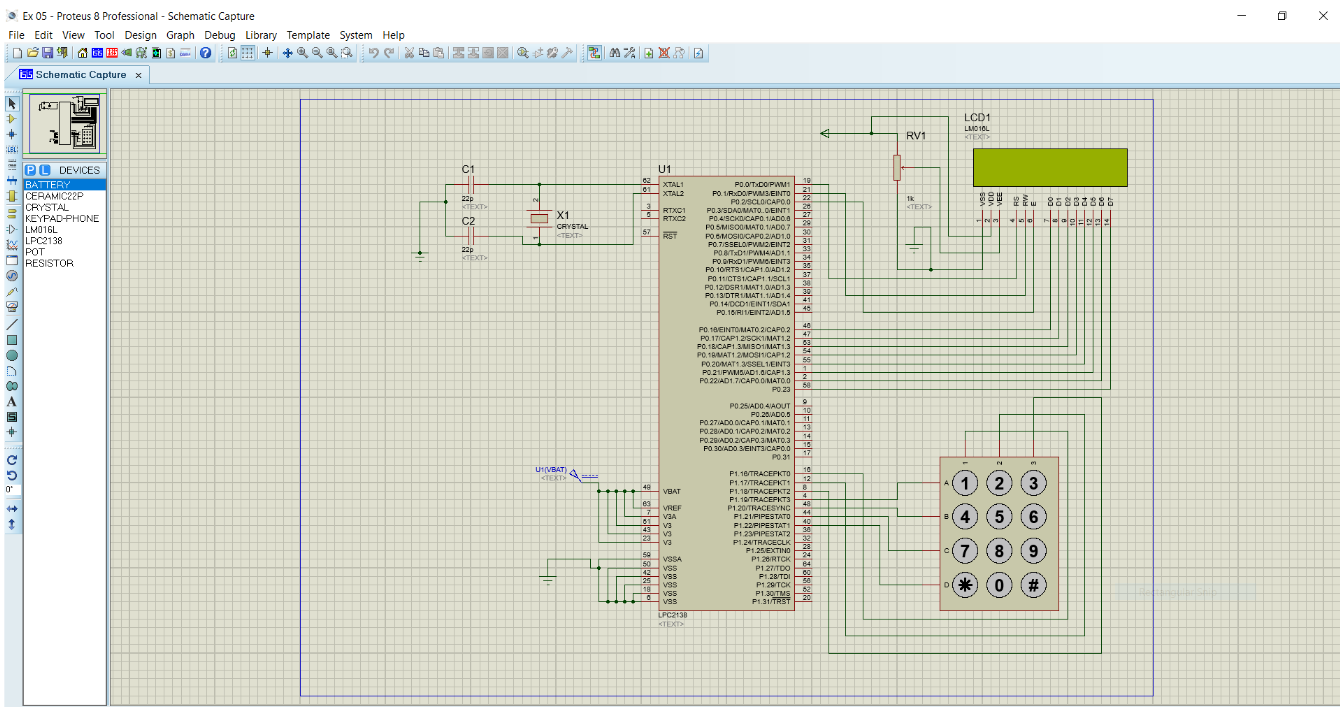 Ex 05 - Proteus 8 Professional - Schematic Capture
File Edit View Tool Design Graph Debug Library Template System Help
Schematic Capture
P L DEVICES
BATTERY
CERAMIC22P
CRYSTAL
KEYPAD-PHONE
LM016L
LPC2138
POT
RESISTOR
0°
C1
22p
<TEXT>
C2
22p
<TEXT>
X1
CRYSTAL
<TEXT>
2
1
U1
62 XTAL1
61 XTAL2
3 RTXC1
5 RTXC2
57 RST
U1(VBAT)
<TEXT>
49 VBAT
63 VREF
7 V3A
51 V3
43 V3
23 V3
59 VSSA
50 VSS
42 VSS
25 VSS
18 VSS
6 VSS
P0.0/TxD0/PWM1 19
P0.1/RxD0/PWM3/EINT0 21
P0.2/SCL0/CAP0.0 22
P0.3/SDA0/MAT0..0/EINT1 26
P0.4/SCK0/CAP0.1/AD0.6 27
P0.5/MISO0/MAT0.1/AD0.7 29
P0.6/MOSI0/CAP0.2/AD1.0 30
P0.7/SSEL0/PWM2/EINT2 31
P0.8/TxD1/PWM4/AD1.1 33
P0.9/RxD1/PWM6/EINT3 34
P0.10/RTS1/CAP1.0/AD1.2 35
P0.11/CTS1/CAP1.1/SCL1 37
P0.12/DSR1/MAT1.0/AD1.3 38
P0.13/DTR1/MAT1.1/AD1.4 39
P0.14/DCD1/EINT1/SDA1 41
P0.15/RI1/EINT2/AD1.5 45
P0.16/EINT0/MAT0.2/CAP0.2 46
P0.17/CAP1.2/SCK1/MAT1.2 47
P0.18/CAP1.3/MISO1/MAT1.3 53
P0.19/MAT1.2/MOSI1/CAP1.2 54
P0.20/MAT1.3/SSEL1/EINT3 55
P0.21/PWM5/AD1.6/CAP1.3 1
P0.22/AD1.7/CAP0.0/MAT0.0 2
P0.23 58
P0.25/AD0.4/AOUT 9
P0.26/AD0.5 10
P0.27/AD0.0/CAP0.1/MAT0.1 11
P0.28/AD0.1/CAP0.2/MAT0.2 13
P0.29/AD0.2/CAP0.3/MAT0.3 14
P0.30/AD0.3/EINT3/CAP0.0 15
P0.31 17
P1.16/TRACEPKT0 16
P1.17/TRACEPKT1 12
P1.18/TRACEPKT2 8
P1.19/TRACEPKT3 4
P1.20/TRACESYNC 48
P1.21/PIPESTAT0 44
P1.22/PIPESTAT1 40
P1.23/PIPESTAT2 36
P1.24/TRACECLK 32
P1.25/EXTIN0 28
P1.26/RTCK 24
P1.27/TDO 64
P1.28/TDI 60
P1.29/TCK 56
P1.30/TMS 52
P1.31/TRST 20
LPC2138
<TEXT>
RV1
1k
<TEXT>
LCD1
LM016L
<TEXT>
VSS VDD VEE RS RW E D0 D1 D2 D3 D4 D5 D6 D7
1 2 3 4 5 6 7 8 9 10 11 12 13 14
1 2 3
A 1 2 3
B 4 5 6
C 7 8 9
D * 0 #